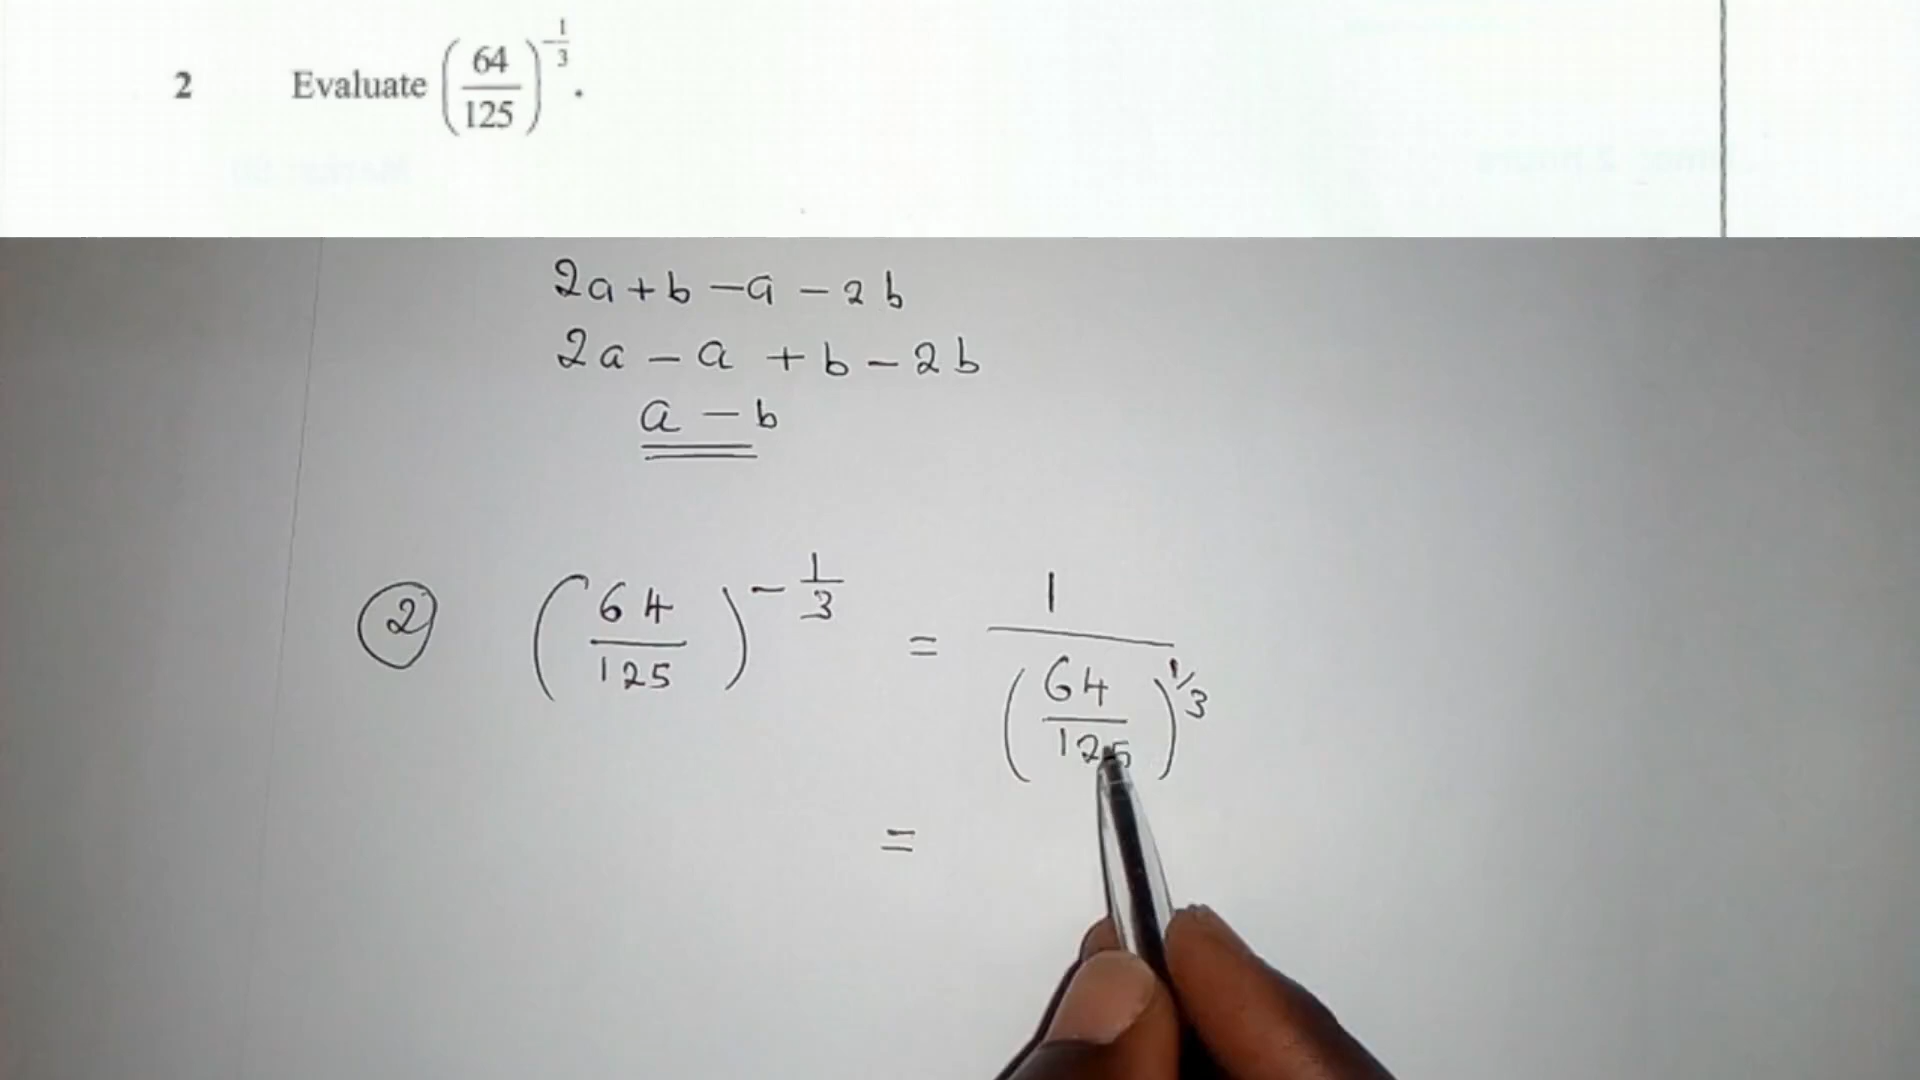 2 Evaluate (64/125)^-1/3.
2a + b - a - 2b
2a - a + b - 2b
a - b
2 (64/125)^-1/3 = 1/(64/125)^1/3
=